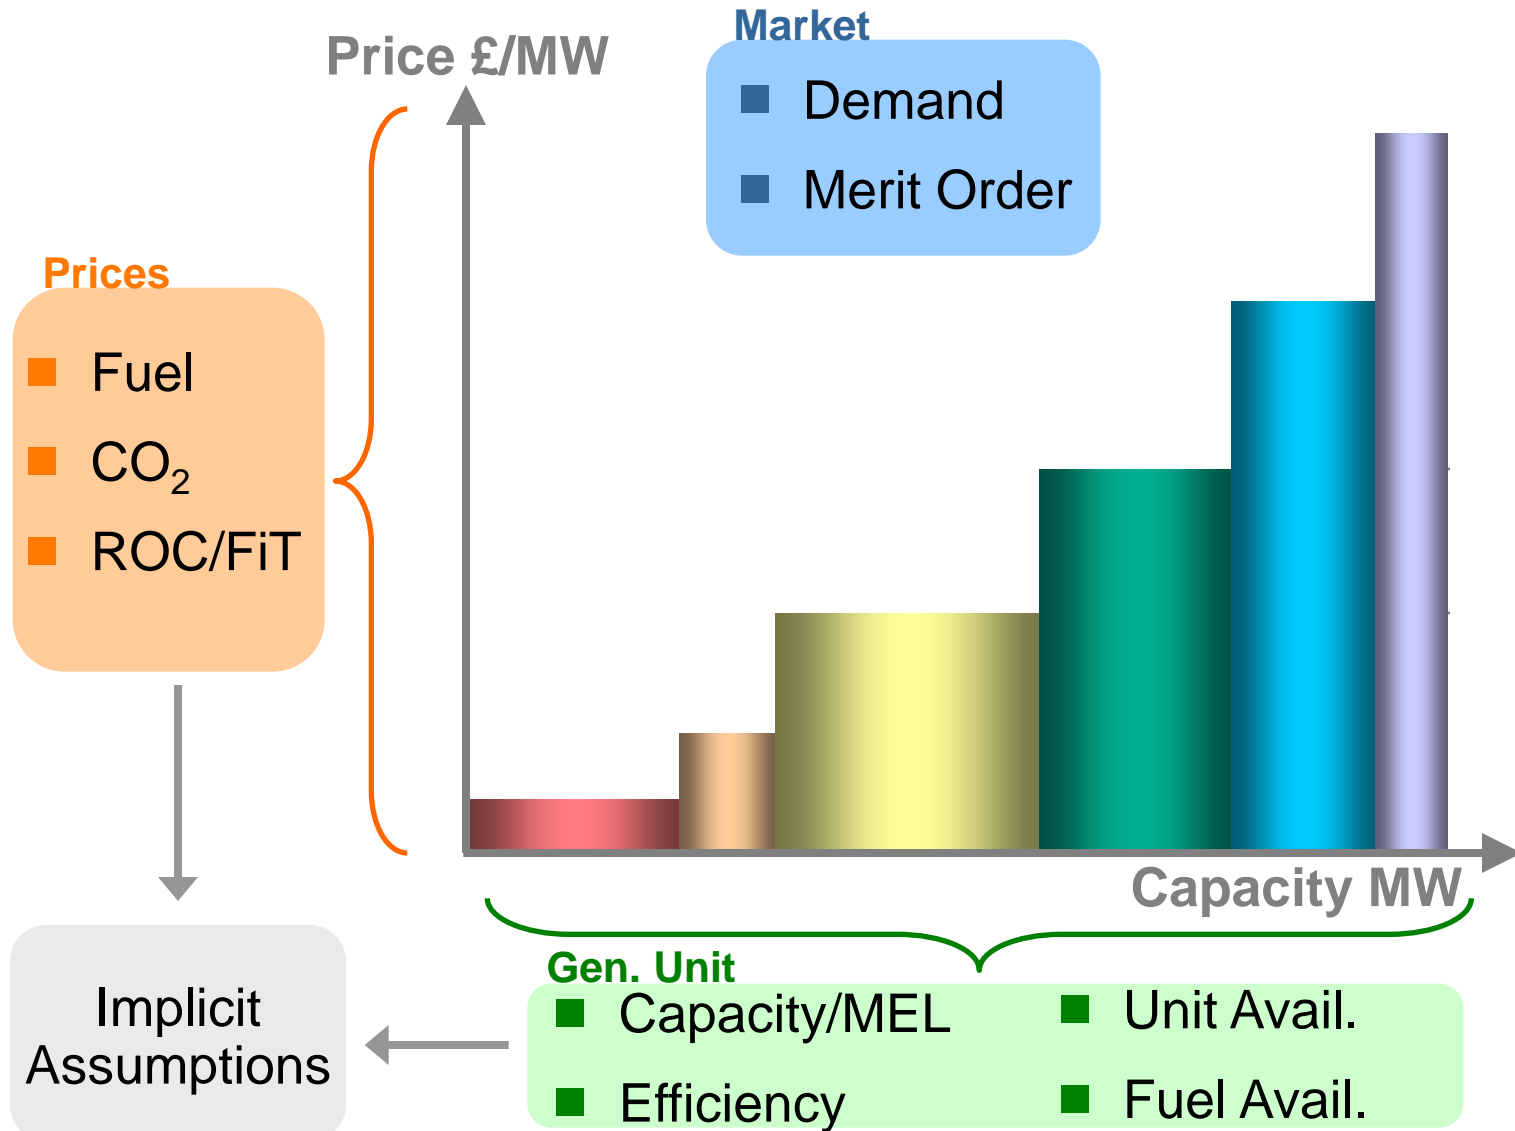 Market
Price £/MW
Demand
Merit Order
Prices
Fuel
CO₂
ROC/FiT
Capacity MW
Gen. Unit
Capacity/MEL
Unit Avail.
Efficiency
Fuel Avail.
Implicit
Assumptions